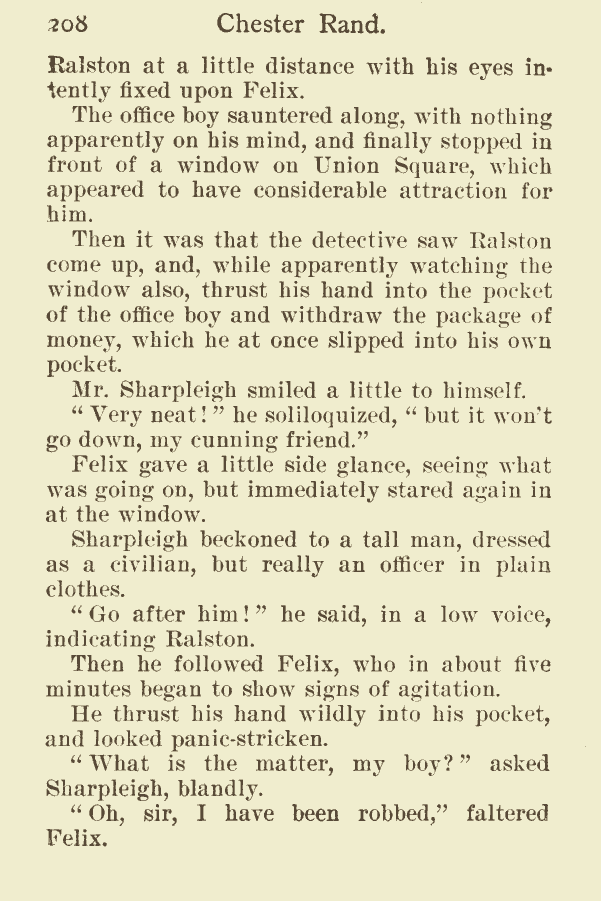 208 Chester Rand.
Ralston at a little distance with his eyes in-
tently fixed upon Felix.
The office boy sauntered along, with nothing
apparently on his mind, and finally stopped in
front of a window on Union Square, which
appeared to have considerable attraction for
him.
Then it was that the detective saw Ralston
come up, and, while apparently watching the
window also, thrust his hand into the pocket
of the office boy and withdraw the package of
money, which he at once slipped into his own
pocket.
Mr. Sharpleigh smiled a little to himself.
“ Very neat! ” he soliloquized, “ but it won't
go down, my cunning friend.”
Felix gave a little side glance, seeing what
was going on, but immediately stared again in
at the window.
Sharpleigh beckoned to a tall man, dressed
as a civilian, but really an officer in plain
clothes.
“ Go after him! ” he said, in a low voice,
indicating Ralston.
Then he followed Felix, who in about five
minutes began to show signs of agitation.
He thrust his hand wildly into his pocket,
and looked panic-stricken.
“ What is the matter, my boy? ” asked
Sharpleigh, blandly.
“ Oh, sir, I have been robbed,” faltered
Felix.